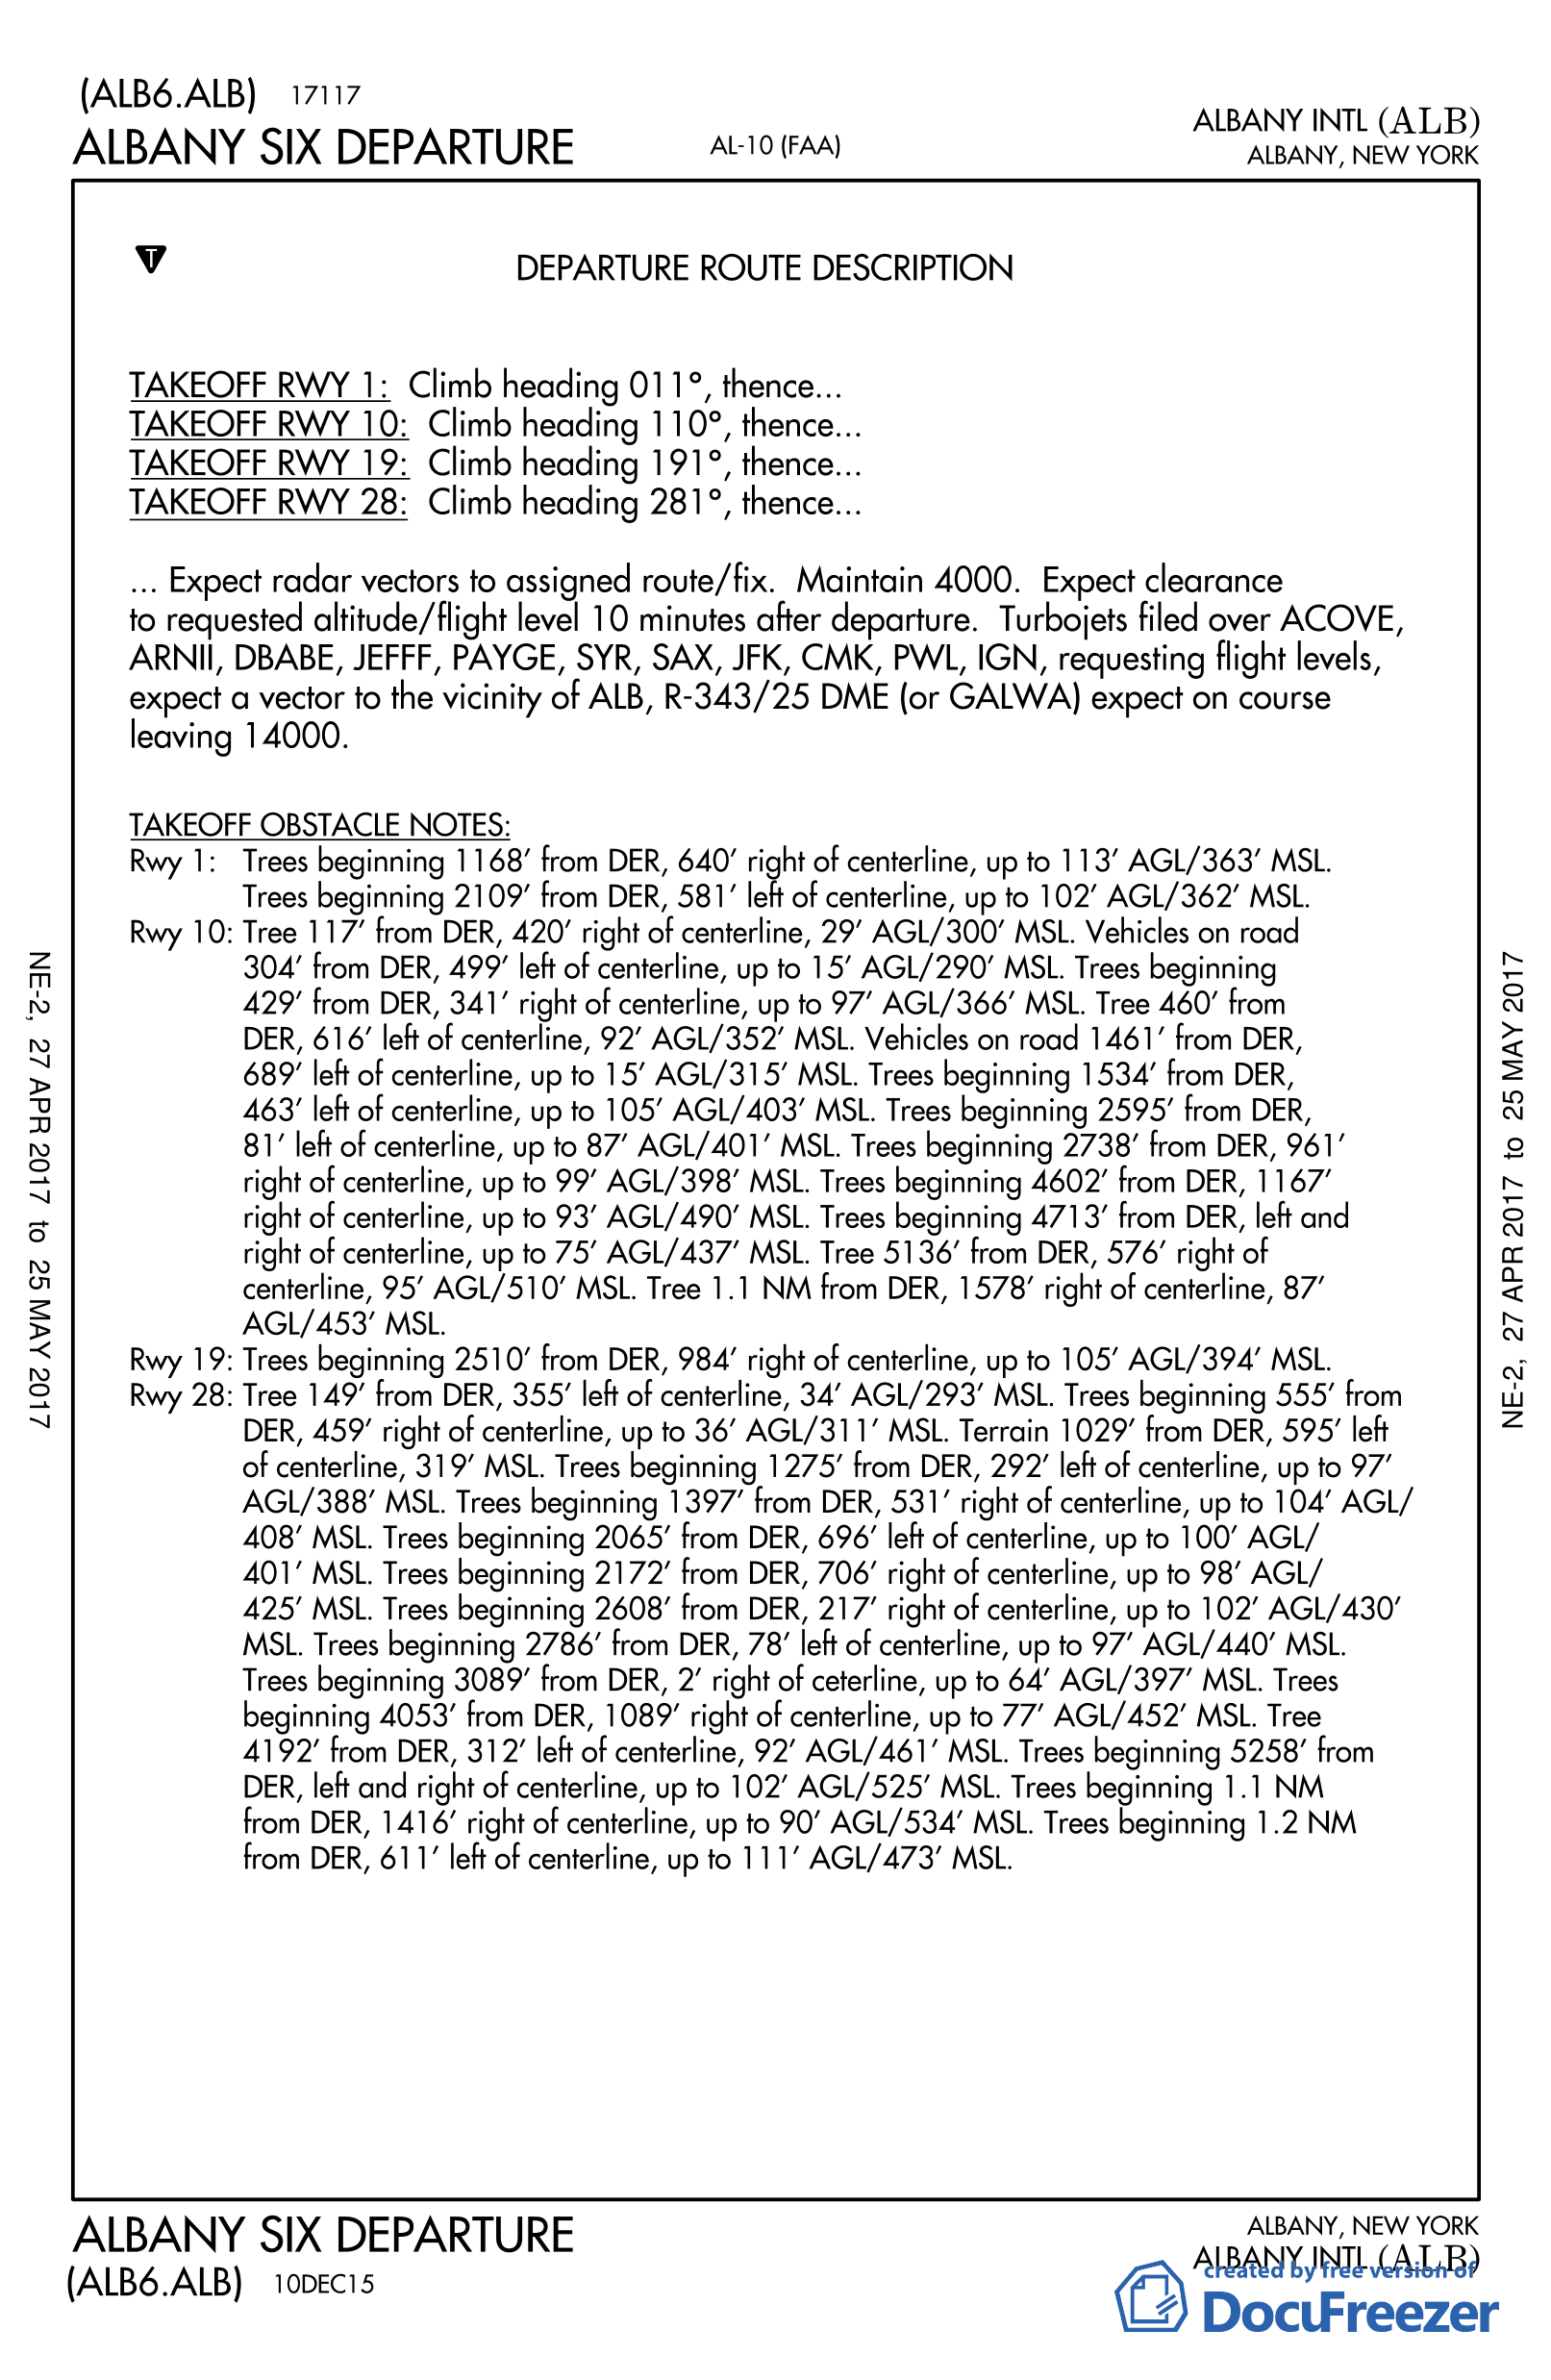 (ALB6.ALB) 17117
ALBANY SIX DEPARTURE
AL-10 (FAA)
ALBANY INTL (ALB)
ALBANY, NEW YORK
T
DEPARTURE ROUTE DESCRIPTION
TAKEOFF RWY 1: Climb heading 011°, thence...
TAKEOFF RWY 10: Climb heading 110°, thence...
TAKEOFF RWY 19: Climb heading 191°, thence...
TAKEOFF RWY 28: Climb heading 281°, thence...
... Expect radar vectors to assigned route/fix. Maintain 4000. Expect clearance
to requested altitude/flight level 10 minutes after departure. Turbojets filed over ACOVE,
ARNII, DBABE, JEFFF, PAYGE, SYR, SAX, JFK, CMK, PWL, IGN, requesting flight levels,
expect a vector to the vicinity of ALB, R-343/25 DME (or GALWA) expect on course
leaving 14000.
TAKEOFF OBSTACLE NOTES:
Rwy 1: Trees beginning 1168’ from DER, 640’ right of centerline, up to 113’ AGL/363’ MSL.
Trees beginning 2109’ from DER, 581’ left of centerline, up to 102’ AGL/362’ MSL.
Rwy 10: Tree 117’ from DER, 420’ right of centerline, 29’ AGL/300’ MSL. Vehicles on road
304’ from DER, 499’ left of centerline, up to 15’ AGL/290’ MSL. Trees beginning
429’ from DER, 341’ right of centerline, up to 97’ AGL/366’ MSL. Tree 460’ from
DER, 616’ left of centerline, 92’ AGL/352’ MSL. Vehicles on road 1461’ from DER,
689’ left of centerline, up to 15’ AGL/315’ MSL. Trees beginning 1534’ from DER,
463’ left of centerline, up to 105’ AGL/403’ MSL. Trees beginning 2595’ from DER,
81’ left of centerline, up to 87’ AGL/401’ MSL. Trees beginning 2738’ from DER, 961’
right of centerline, up to 99’ AGL/398’ MSL. Trees beginning 4602’ from DER, 1167’
right of centerline, up to 93’ AGL/490’ MSL. Trees beginning 4713’ from DER, left and
right of centerline, up to 75’ AGL/437’ MSL. Tree 5136’ from DER, 576’ right of
centerline, 95’ AGL/510’ MSL. Tree 1.1 NM from DER, 1578’ right of centerline, 87’
AGL/453’ MSL.
Rwy 19: Trees beginning 2510’ from DER, 984’ right of centerline, up to 105’ AGL/394’ MSL.
Rwy 28: Tree 149’ from DER, 355’ left of centerline, 34’ AGL/293’ MSL. Trees beginning 555’ from
DER, 459’ right of centerline, up to 36’ AGL/311’ MSL. Terrain 1029’ from DER, 595’ left
of centerline, 319’ MSL. Trees beginning 1275’ from DER, 292’ left of centerline, up to 97’
AGL/388’ MSL. Trees beginning 1397’ from DER, 531’ right of centerline, up to 104’ AGL/
408’ MSL. Trees beginning 2065’ from DER, 696’ left of centerline, up to 100’ AGL/
401’ MSL. Trees beginning 2172’ from DER, 706’ right of centerline, up to 98’ AGL/
425’ MSL. Trees beginning 2608’ from DER, 217’ right of centerline, up to 102’ AGL/430’
MSL. Trees beginning 2786’ from DER, 78’ left of centerline, up to 97’ AGL/440’ MSL.
Trees beginning 3089’ from DER, 2’ right of ceterline, up to 64’ AGL/397’ MSL. Trees
beginning 4053’ from DER, 1089’ right of centerline, up to 77’ AGL/452’ MSL. Tree
4192’ from DER, 312’ left of centerline, 92’ AGL/461’ MSL. Trees beginning 5258’ from
DER, left and right of centerline, up to 102’ AGL/525’ MSL. Trees beginning 1.1 NM
from DER, 1416’ right of centerline, up to 90’ AGL/534’ MSL. Trees beginning 1.2 NM
from DER, 611’ left of centerline, up to 111’ AGL/473’ MSL.
NE-2, 27 APR 2017 to 25 MAY 2017
NE-2, 27 APR 2017 to 25 MAY 2017
ALBANY SIX DEPARTURE
(ALB6.ALB) 10DEC15
ALBANY, NEW YORK
ALBANY INTL (ALB)
created by free version of
DocuFreezer